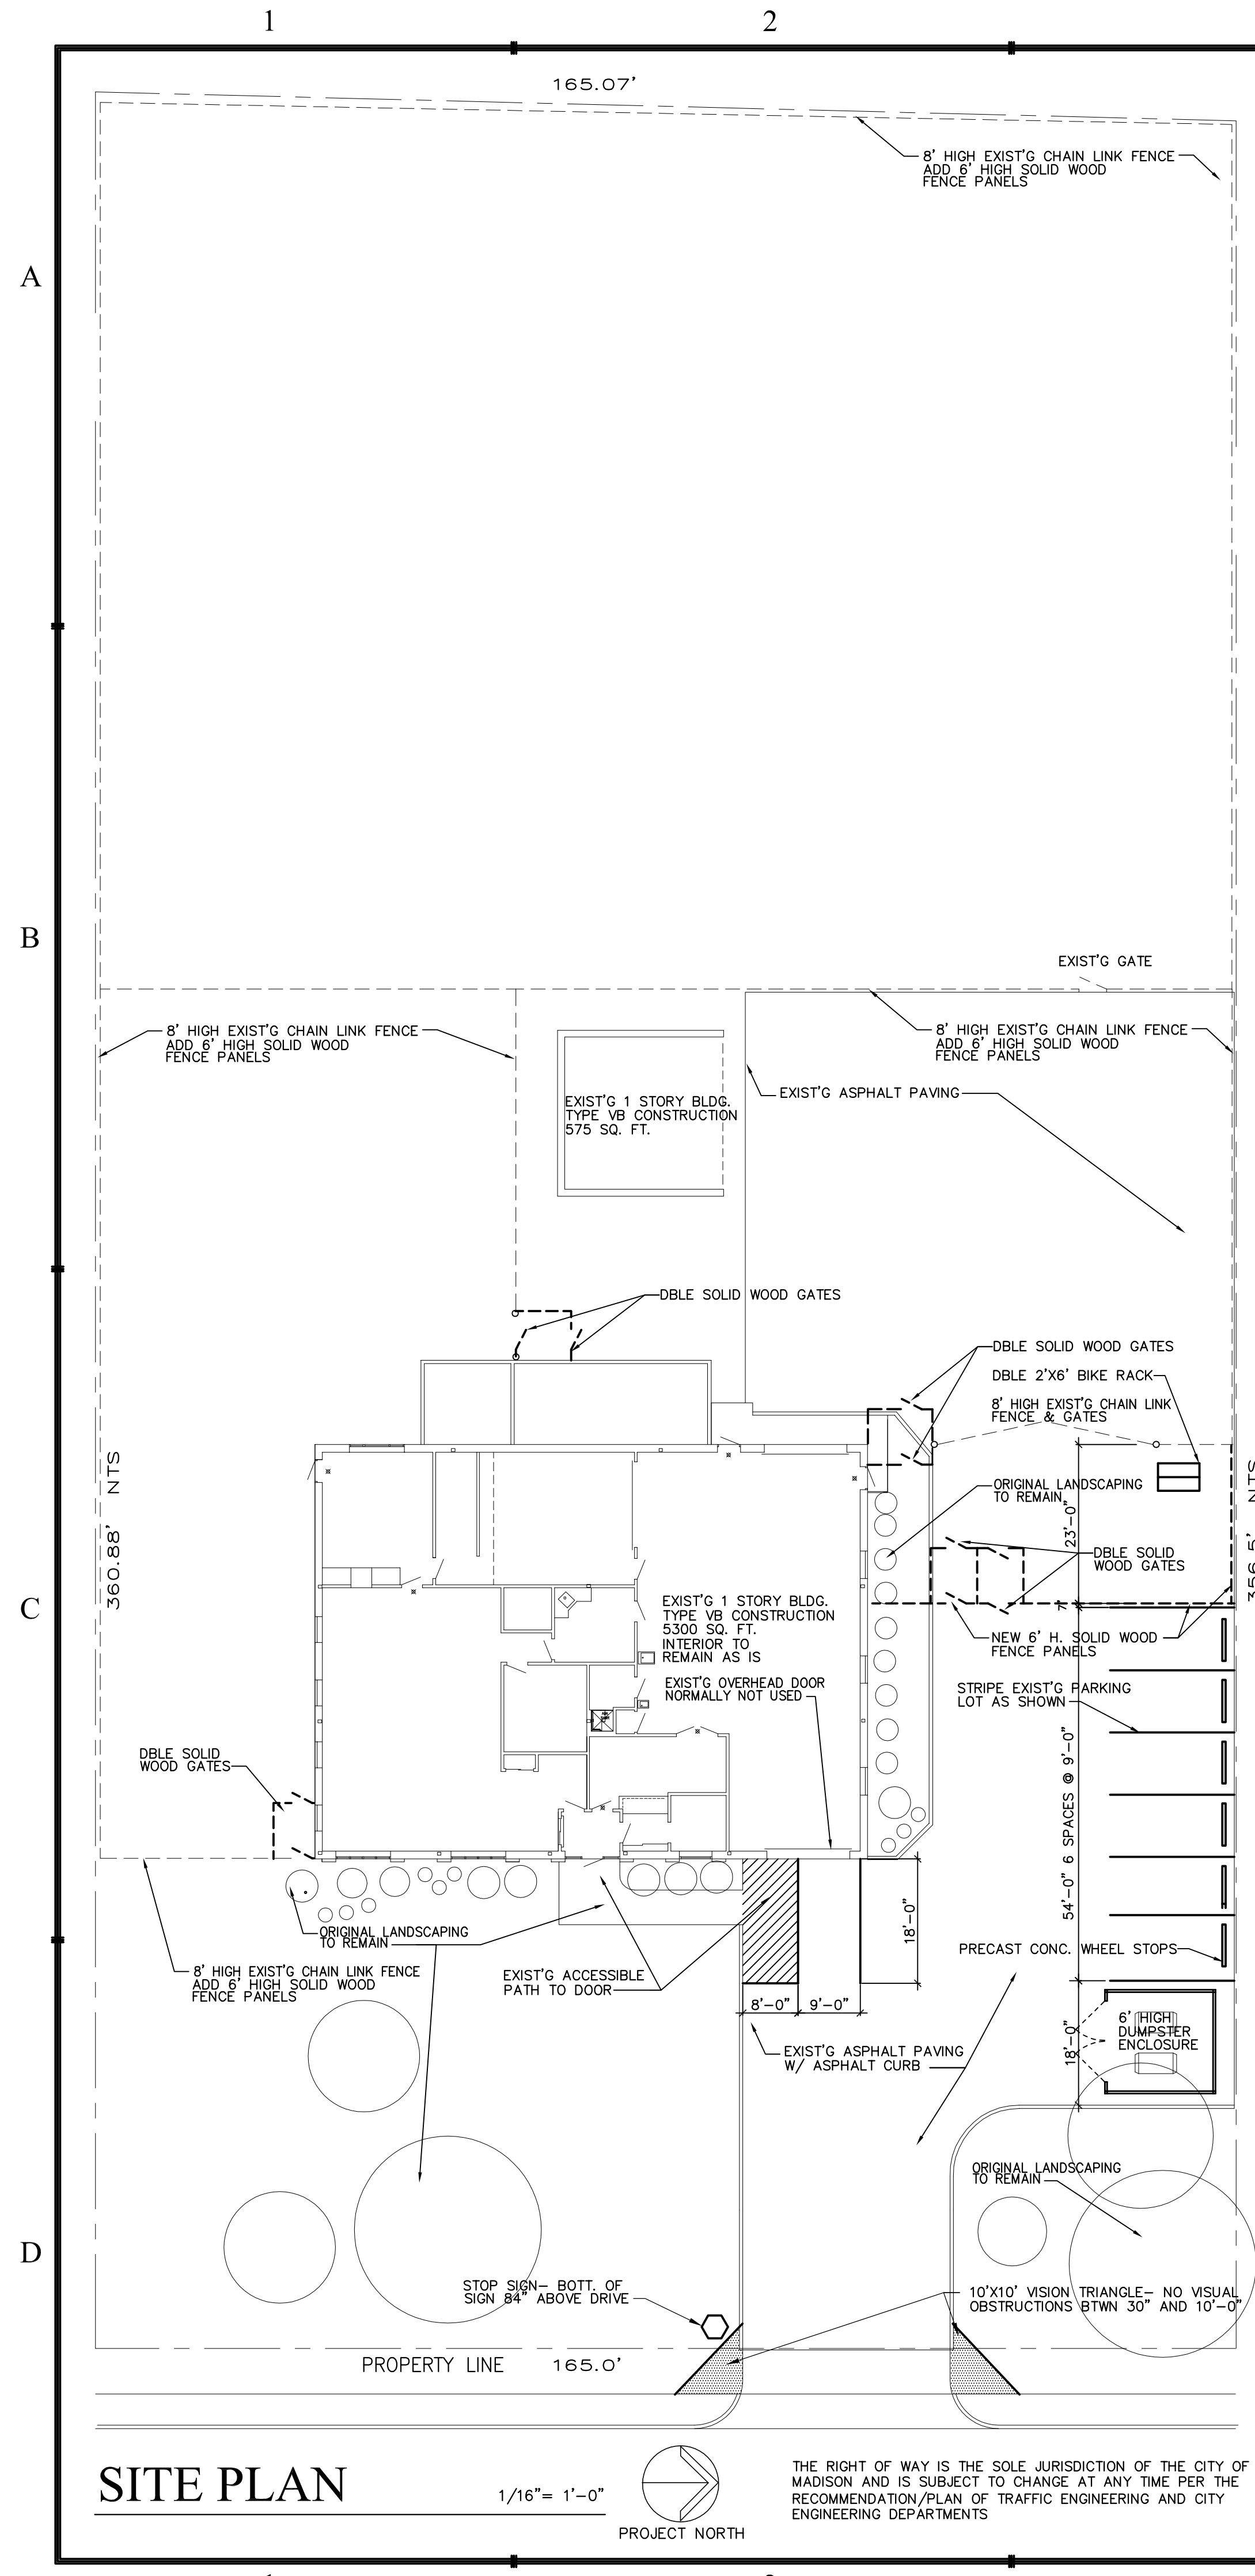 1
2
165.07'
8' HIGH EXIST'G CHAIN LINK FENCE
ADD 6' HIGH SOLID WOOD
FENCE PANELS
A
B
EXIST'G GATE
8' HIGH EXIST'G CHAIN LINK FENCE
ADD 6' HIGH SOLID WOOD
FENCE PANELS
8' HIGH EXIST'G CHAIN LINK FENCE
ADD 6' HIGH SOLID WOOD
FENCE PANELS
EXIST'G ASPHALT PAVING
EXIST'G 1 STORY BLDG.
TYPE VB CONSTRUCTION
575 SQ. FT.
DBLE SOLID WOOD GATES
DBLE SOLID WOOD GATES
DBLE 2'X6' BIKE RACK
8' HIGH EXIST'G CHAIN LINK
FENCE & GATES
360.88' NTS
356.5' NTS
ORIGINAL LANDSCAPING
TO REMAIN
23'-0"
DBLE SOLID
WOOD GATES
C
EXIST'G 1 STORY BLDG.
TYPE VB CONSTRUCTION
5300 SQ. FT.
INTERIOR TO
REMAIN AS IS
7'
NEW 6' H. SOLID WOOD
FENCE PANELS
EXIST'G OVERHEAD DOOR
NORMALLY NOT USED
STRIPE EXIST'G PARKING
LOT AS SHOWN
54'-0" 6 SPACES @ 9'-0"
DBLE SOLID
WOOD GATES
ORIGINAL LANDSCAPING
TO REMAIN
18'-0"
PRECAST CONC. WHEEL STOPS
8' HIGH EXIST'G CHAIN LINK FENCE
ADD 6' HIGH SOLID WOOD
FENCE PANELS
EXIST'G ACCESSIBLE
PATH TO DOOR
8'-0"
9'-0"
18'-0"
6' HIGH
DUMPSTER
ENCLOSURE
EXIST'G ASPHALT PAVING
W/ ASPHALT CURB
ORIGINAL LANDSCAPING
TO REMAIN
D
STOP SIGN- BOTT. OF
SIGN 84" ABOVE DRIVE
10'X10' VISION TRIANGLE- NO VISUAL
OBSTRUCTIONS BTWN 30" AND 10'-0"
PROPERTY LINE 165.0'
SITE PLAN
1/16"= 1'-0"
PROJECT NORTH
THE RIGHT OF WAY IS THE SOLE JURISDICTION OF THE CITY OF
MADISON AND IS SUBJECT TO CHANGE AT ANY TIME PER THE
RECOMMENDATION/PLAN OF TRAFFIC ENGINEERING AND CITY
ENGINEERING DEPARTMENTS